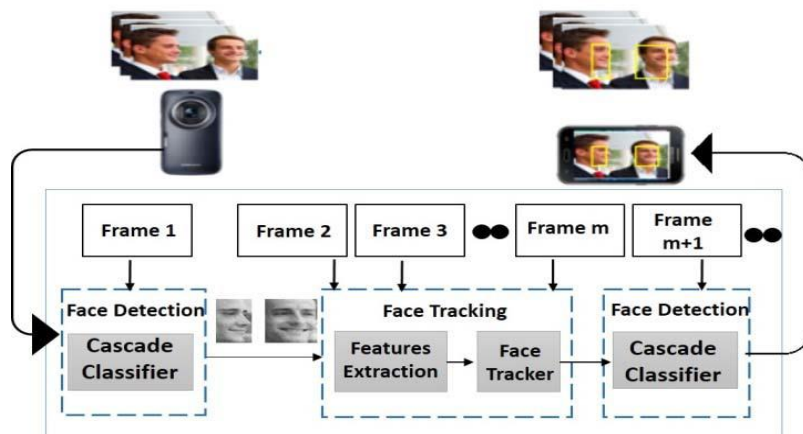 Frame 1
Frame 2
Frame 3
Frame m
Frame
m+1
Face Detection
Cascade
Classifier
Face Tracking
Features
Extraction
Face
Tracker
Face Detection
Cascade
Classifier